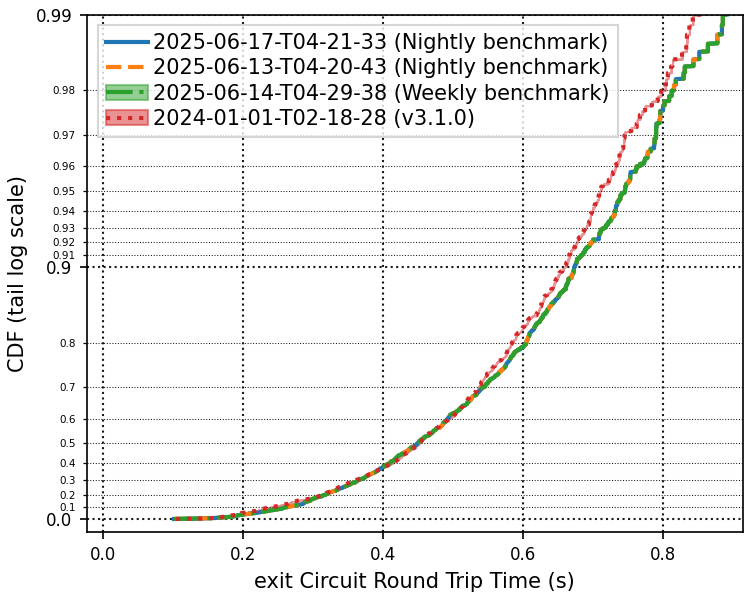 0.99
2025-06-17-T04-21-33 (Nightly benchmark)
2025-06-13-T04-20-43 (Nightly benchmark)
2025-06-14-T04-29-38 (Weekly benchmark)
2024-01-01-T02-18-28 (v3.1.0)
0.98
0.97
0.96
0.95
0.94
0.93
0.92
0.91
0.9
0.8
0.7
0.6
0.5
0.4
0.3
0.2
0.1
0.0
CDF (tail log scale)
0.0 0.2 0.4 0.6 0.8
exit Circuit Round Trip Time (s)